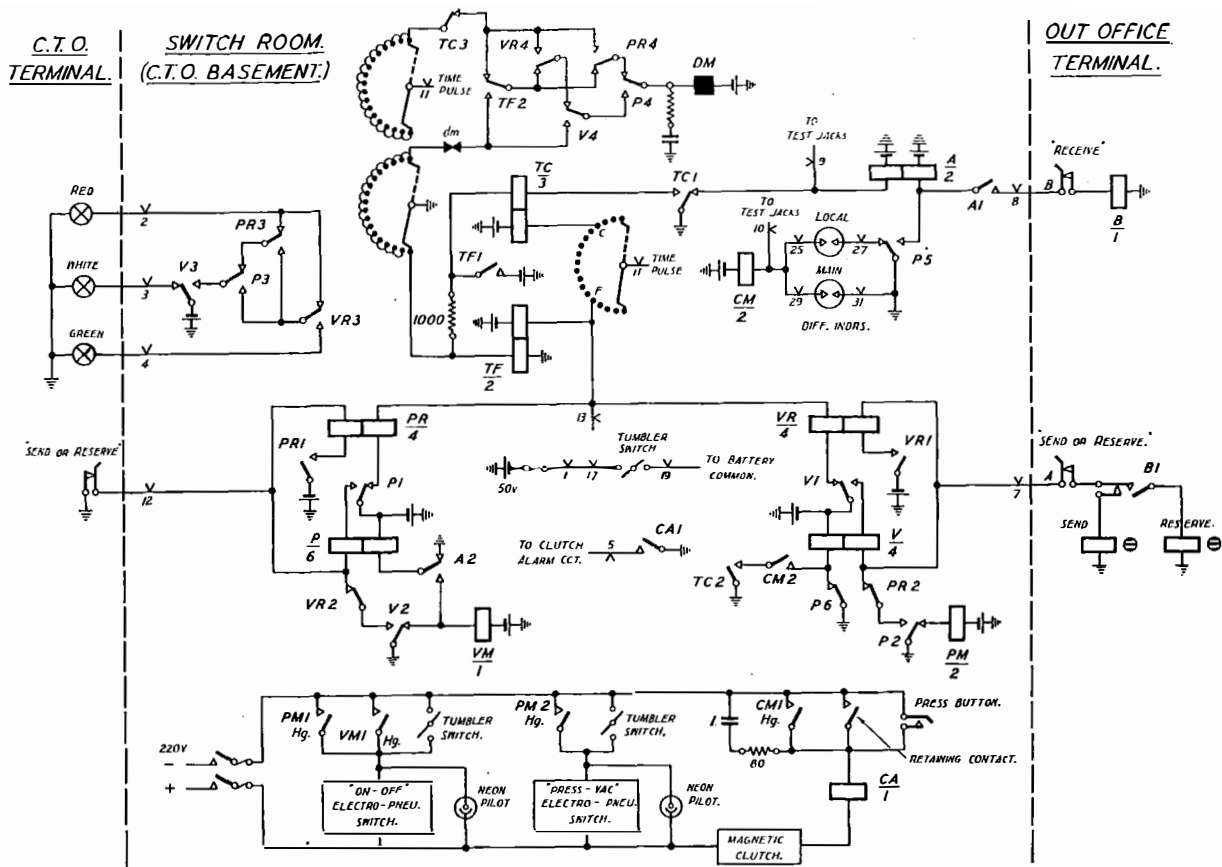 C.T.O.
TERMINAL.
SWITCH ROOM.
(C.T.O. BASEMENT.)
OUT OFFICE
TERMINAL.
TC3
VR4
PR4
DM
11
TIME
PULSE
TF2
P4
V4
dm
TO
TEST JACKS
9
A
2
"RECEIVE"
TC
3
TC1
A1
8
B
B
1
RED
2
PR3
WHITE
3
V3
P3
GREEN
4
VR3
TF1
1000
TF
2
C
F
11
TIME
PULSE
TO
TEST JACKS
10
LOCAL
25
27
P5
MAIN
29
31
CM
2
DIFF. INDRS.
13
PR
4
VR
4
PR1
VR1
"SEND OR RESERVE"
12
P1
TUMBLER
SWITCH
50V
1
17
19
TO BATTERY
COMMON.
V1
"SEND OR RESERVE."
7
A
B1
SEND
RESERVE.
P
6
A2
TO CLUTCH
ALARM CCT.
5
CA1
V
4
TC2
CM2
VR2
V2
P6
PR2
P2
VM
1
PM
2
PM1
Hg.
VM1
Hg.
TUMBLER
SWITCH.
PM2
Hg.
TUMBLER
SWITCH,
1.
CM1
Hg.
80
PRESS BUTTON.
RETAINING CONTACT.
220V
-
+
"ON-OFF"
ELECTRO-PNEU.
SWITCH.
NEON
PILOT
"PRESS-VAC"
ELECTRO-PNEU.
SWITCH.
NEON
PILOT.
CA
1
MAGNETIC
CLUTCH.